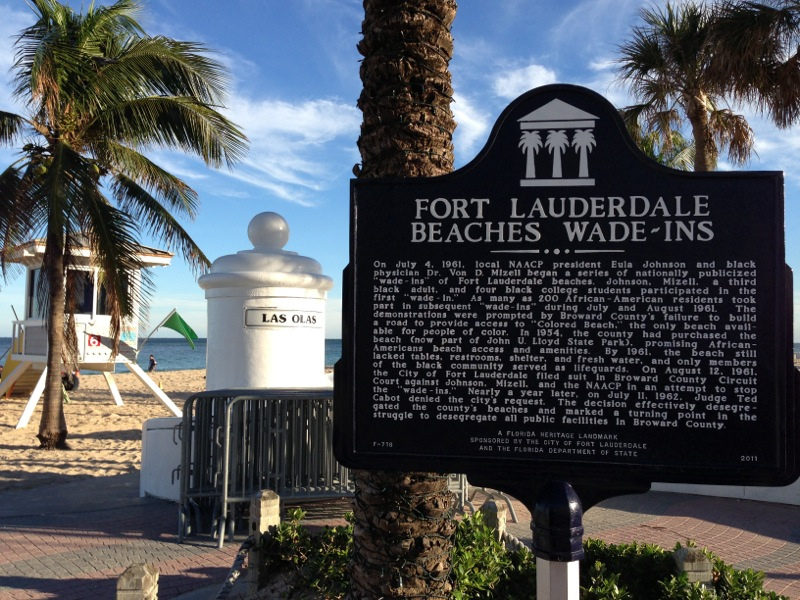 FORT LAUDERDALE
BEACHES WADE-INS
On July 4, 1961, local NAACP president Eula Johnson and black
physician Dr. Von D. Mizell began a series of nationally publicized
"wade-ins" of Fort Lauderdale beaches. Johnson, Mizell, a third
black adult, and four black college students participated in the
first "wade-in." As many as 200 African-American residents took
part in subsequent "wade-ins" during July and August 1961. The
demonstrations were prompted by Broward County's failure to build
a road to provide access to "Colored Beach," the only beach avail-
able for people of color. In 1954, the county had purchased the
beach (now part of John U. Lloyd State Park), promising African-
Americans beach access and amenities. By 1961, the beach still
lacked tables, restrooms, shelter, and fresh water, and only members
of the black community served as lifeguards. On August 12, 1961,
the City of Fort Lauderdale filed suit in Broward County Circuit
Court against Johnson, Mizell, and the NAACP in an attempt to stop
the "wade-ins." Nearly a year later, on July 11, 1962, Judge Ted
Cabot denied the city's request. The decision effectively desegre-
gated the county's beaches and marked a turning point in the
struggle to desegregate all public facilities in Broward County.
A FLORIDA HERITAGE LANDMARK
SPONSORED BY THE CITY OF FORT LAUDERDALE
AND THE FLORIDA DEPARTMENT OF STATE
F-778
2011
LAS OLAS
6